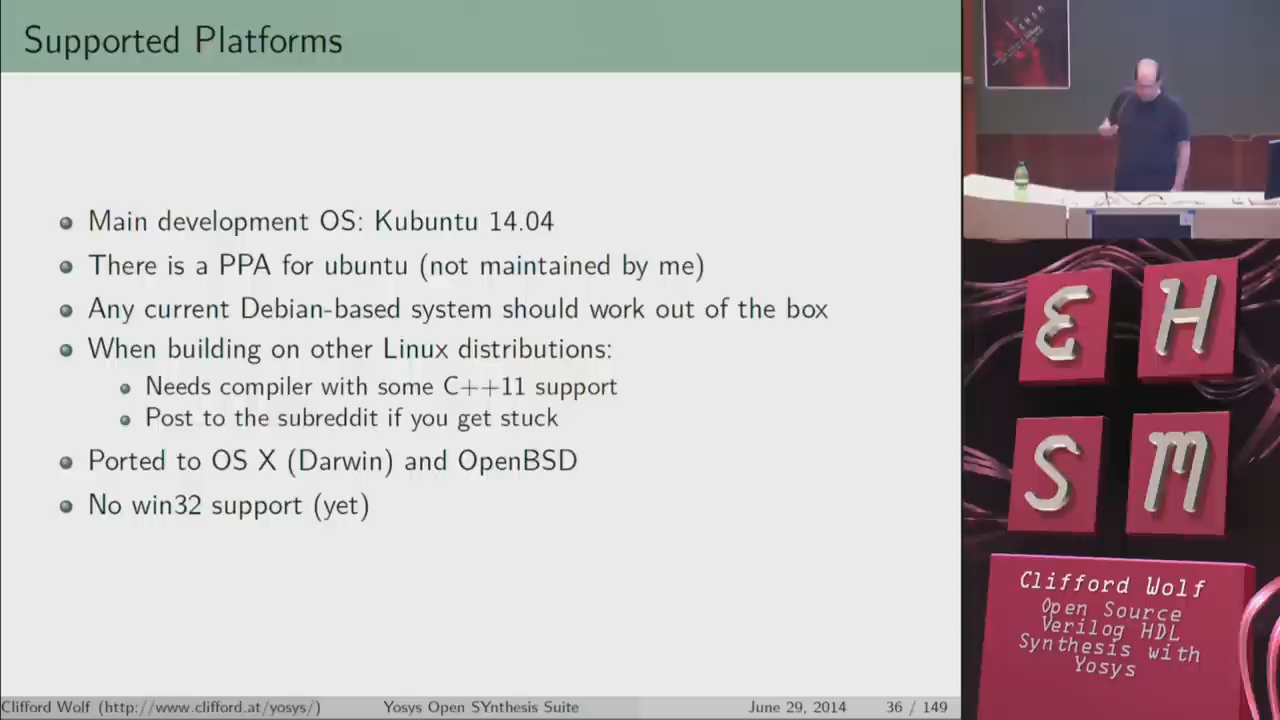 Supported Platforms
Main development OS: Kubuntu 14.04
There is a PPA for ubuntu (not maintained by me)
Any current Debian-based system should work out of the box
When building on other Linux distributions:
Needs compiler with some C++11 support
Post to the subreddit if you get stuck
Ported to OS X (Darwin) and OpenBSD
No win32 support (yet)
Clifford Wolf (http://www.clifford.at/yosys/) Yosys Open SYnthesis Suite June 29, 2014 36 / 149
E H
S M
Clifford Wolf
Open Source
Verilog HDL
Synthesis with
Yosys